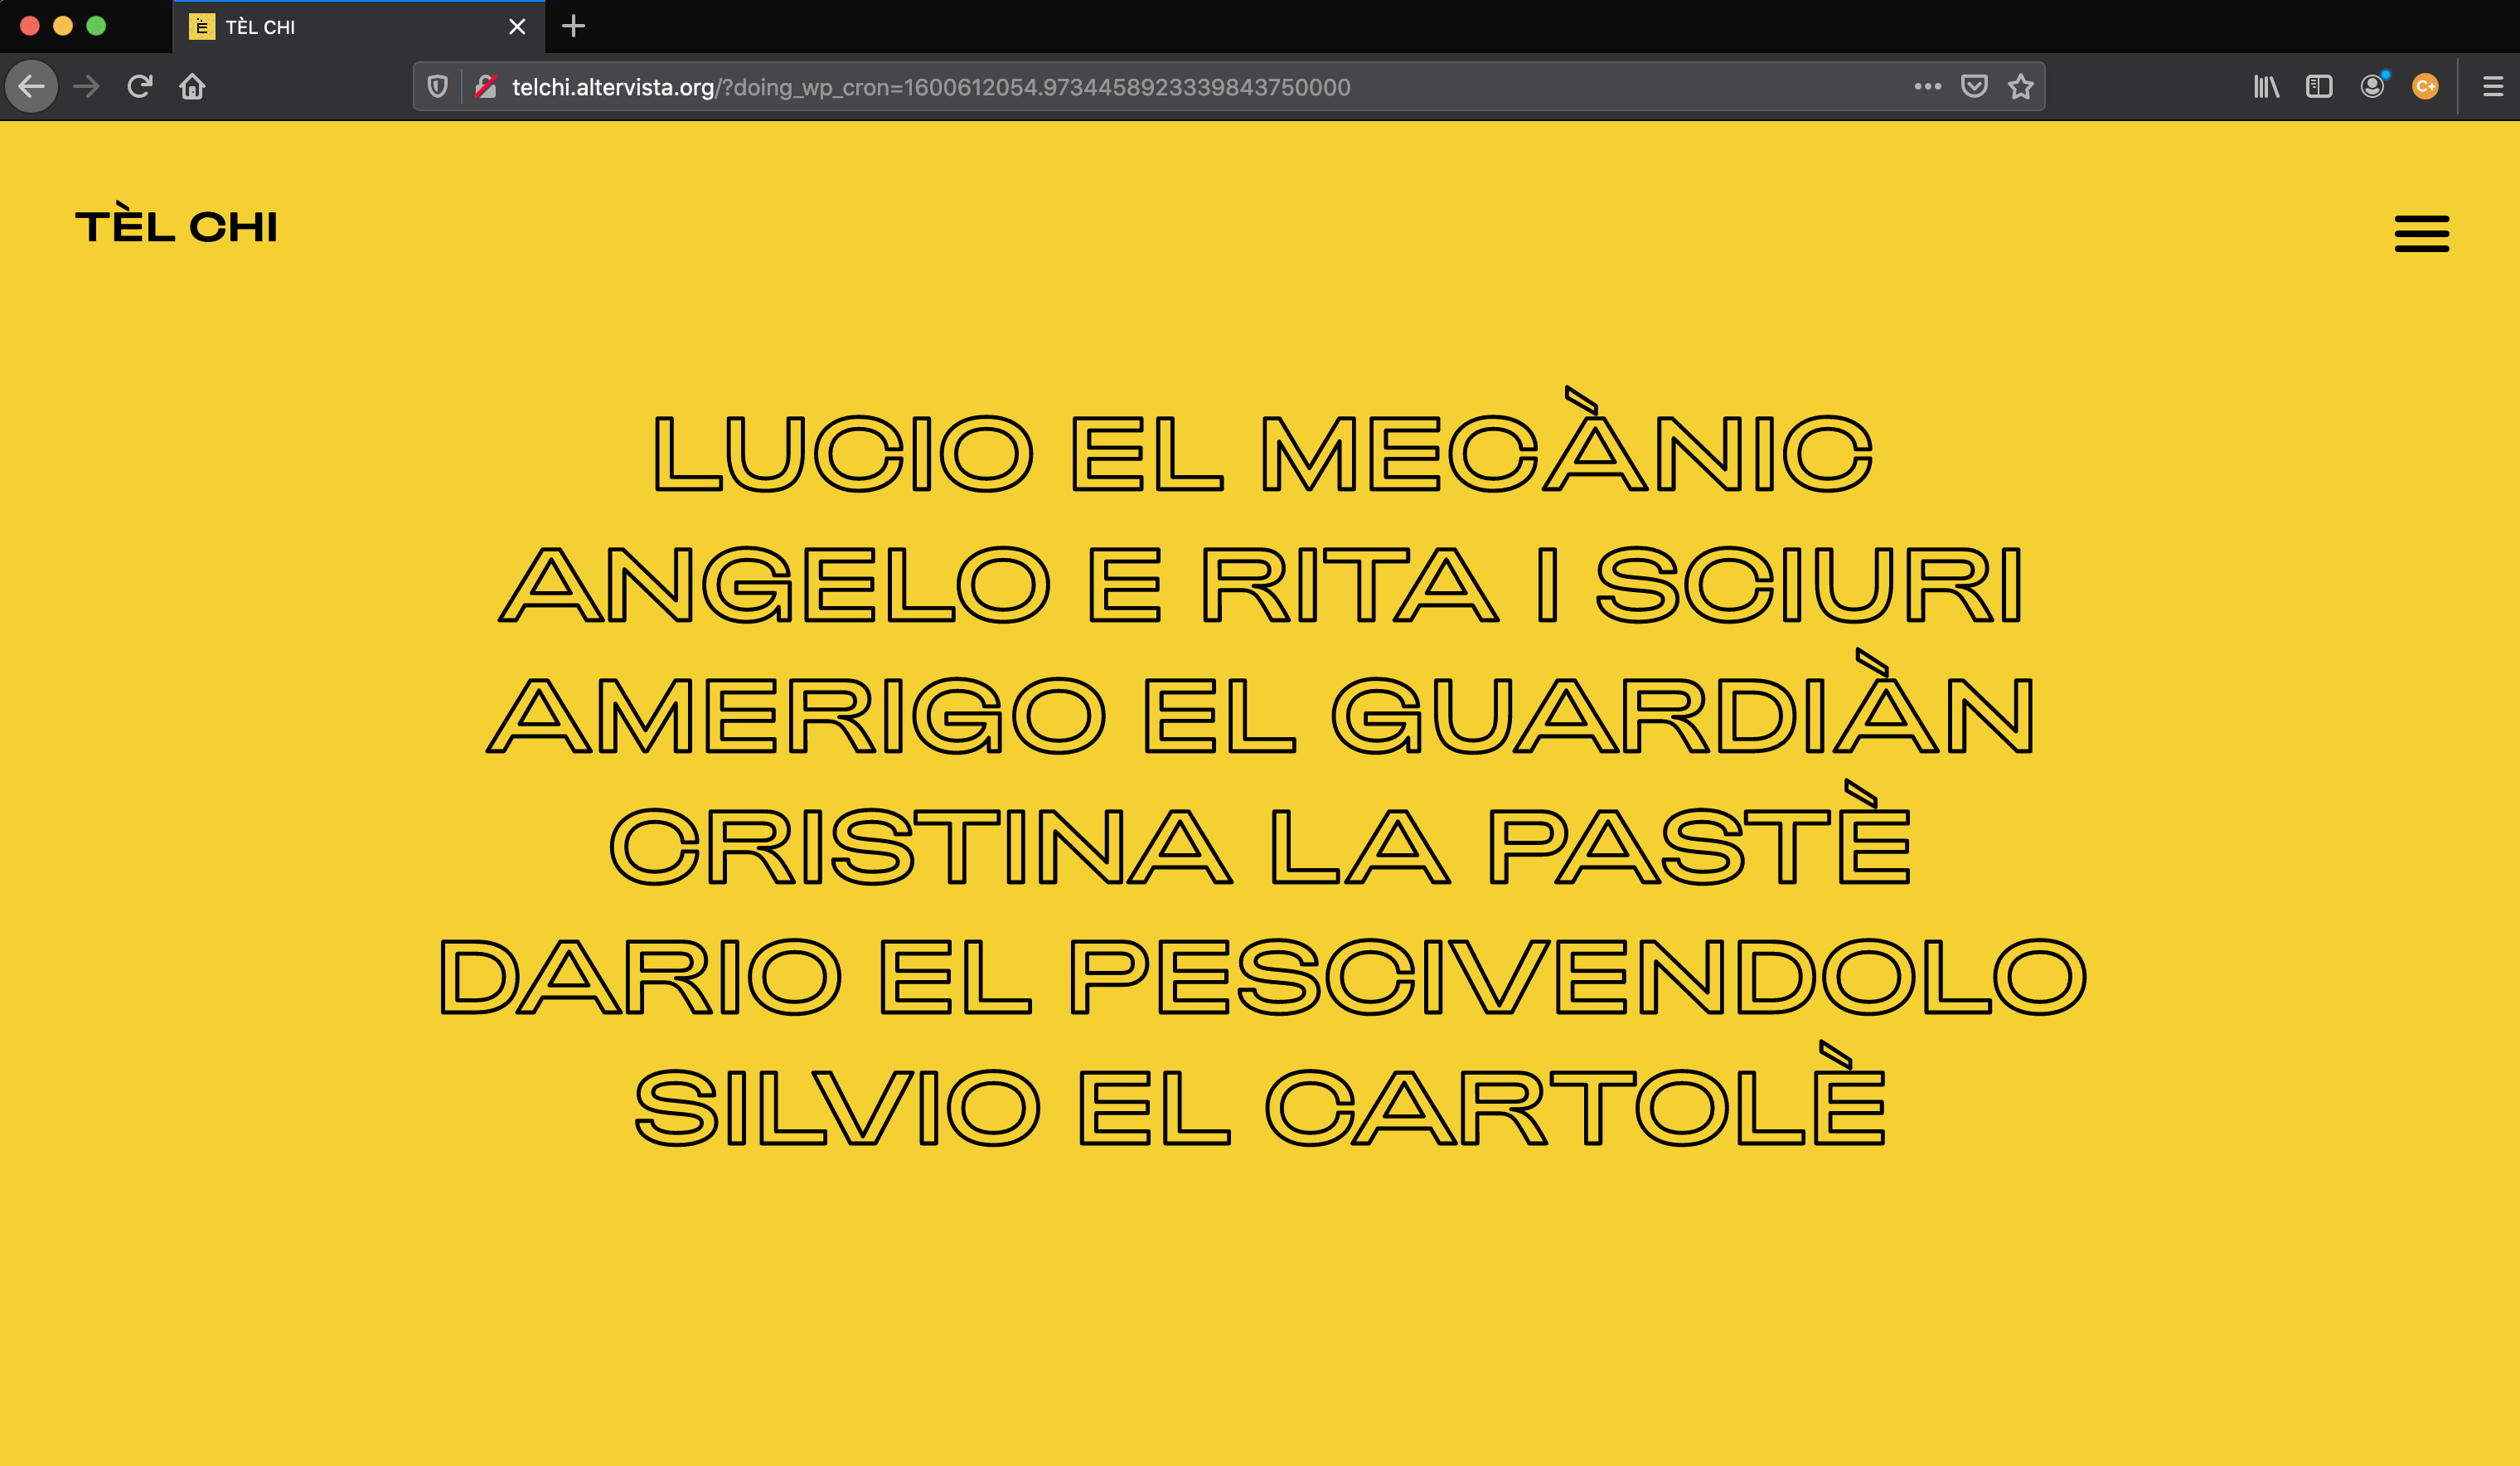 È TÈL CHI
telchi.altervista.org/?doing_wp_cron=1600612054.9734458923339843750000
C+
TÈL CHI
LUCIO EL MECÀNIC
ANGELO E RITA I SCIURI
AMERIGO EL GUARDIÀN
CRISTINA LA PASTÈ
DARIO EL PESCIVENDOLO
SILVIO EL CARTOLÈ